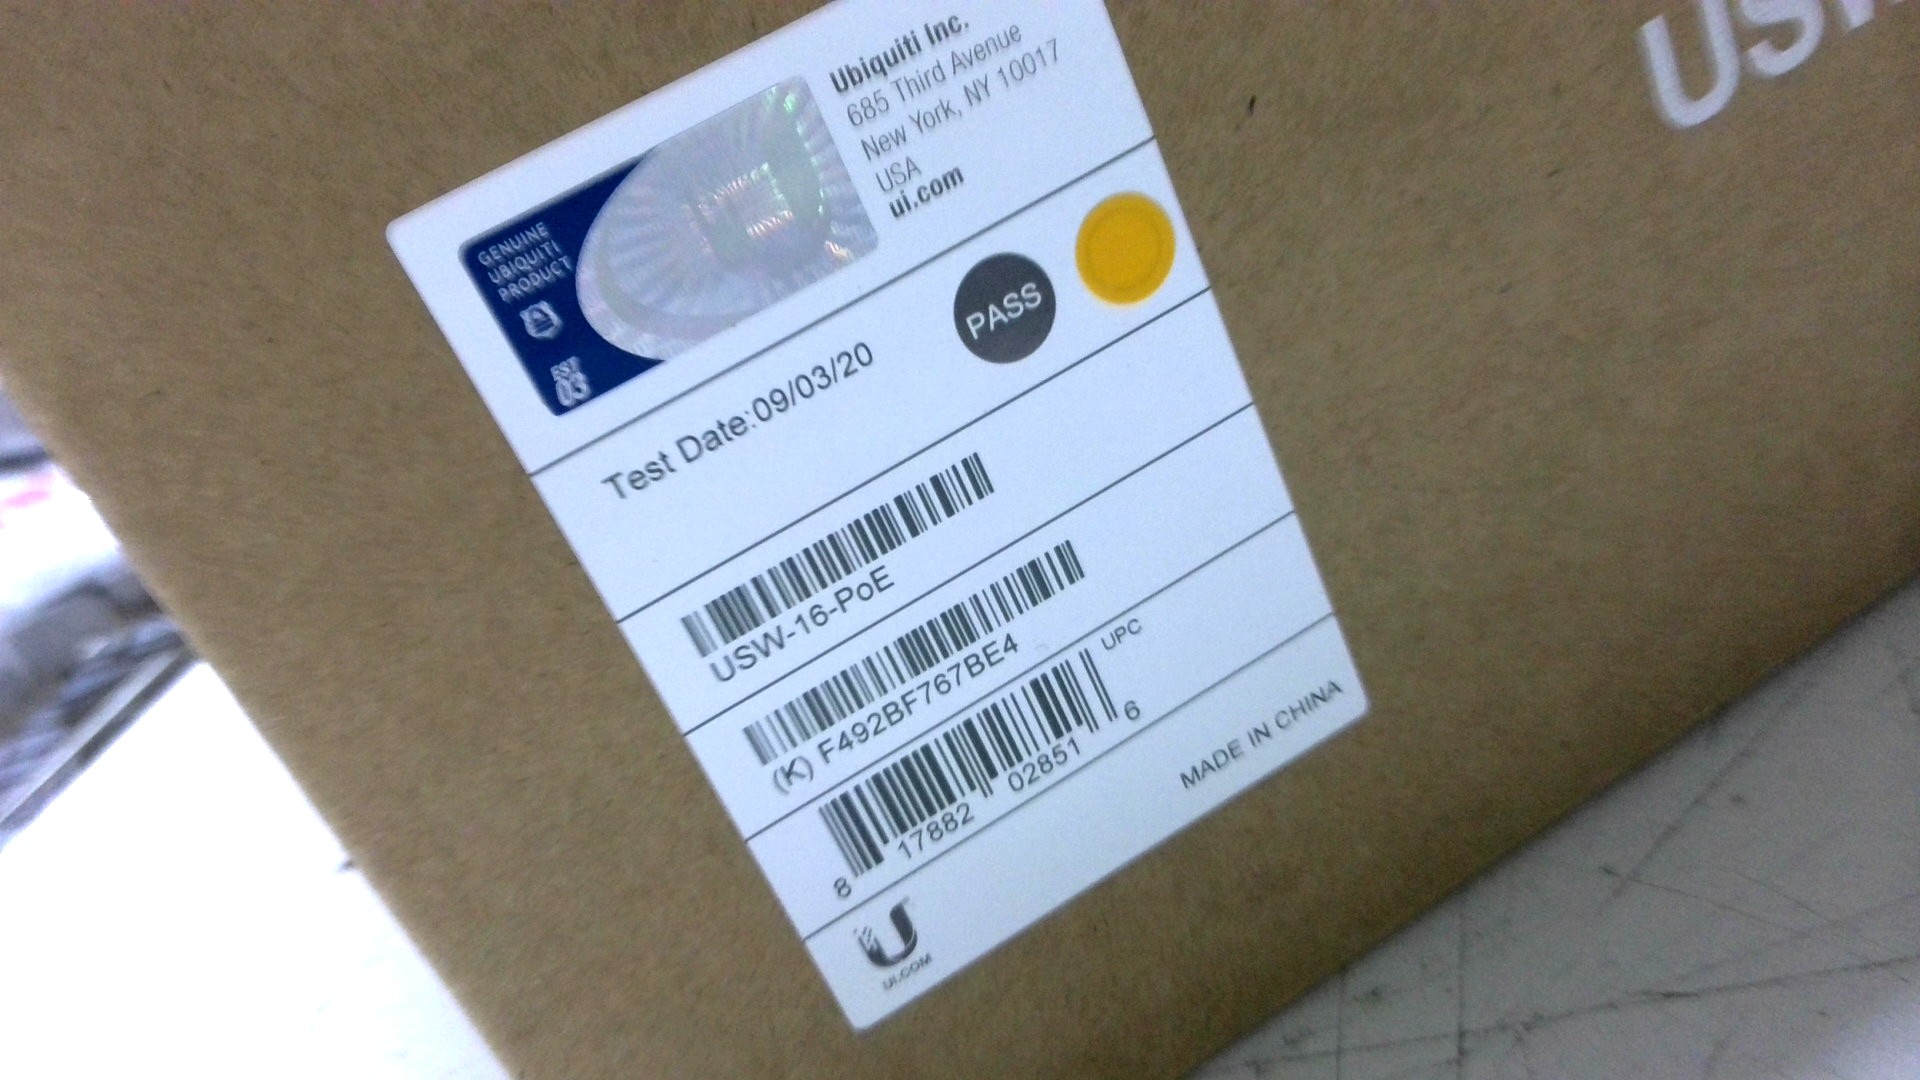 Ubiquiti Inc.
685 Third Avenue
New York, NY 10017
USA
ui.com
GENUINE
UBIQUITI
PRODUCT
EST
03
Test Date:09/03/20
PASS
USW-16-PoE
(K) F492BF767BE4
UPC
8 17882 02851 6
MADE IN CHINA
U
UI.COM